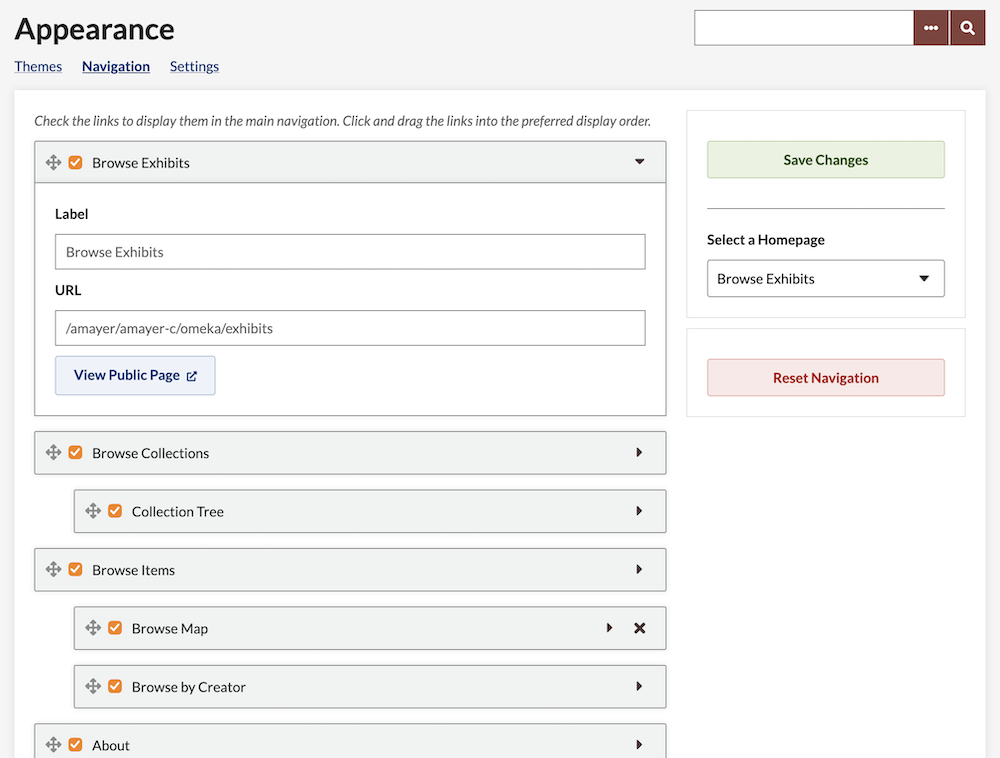 Appearance
Themes Navigation Settings
Check the links to display them in the main navigation. Click and drag the links into the preferred display order.
Browse Exhibits
Label
Browse Exhibits
URL
/amayer/amayer-c/omeka/exhibits
View Public Page
Browse Collections
Collection Tree
Browse Items
Browse Map
Browse by Creator
About
Save Changes
Select a Homepage
Browse Exhibits
Reset Navigation